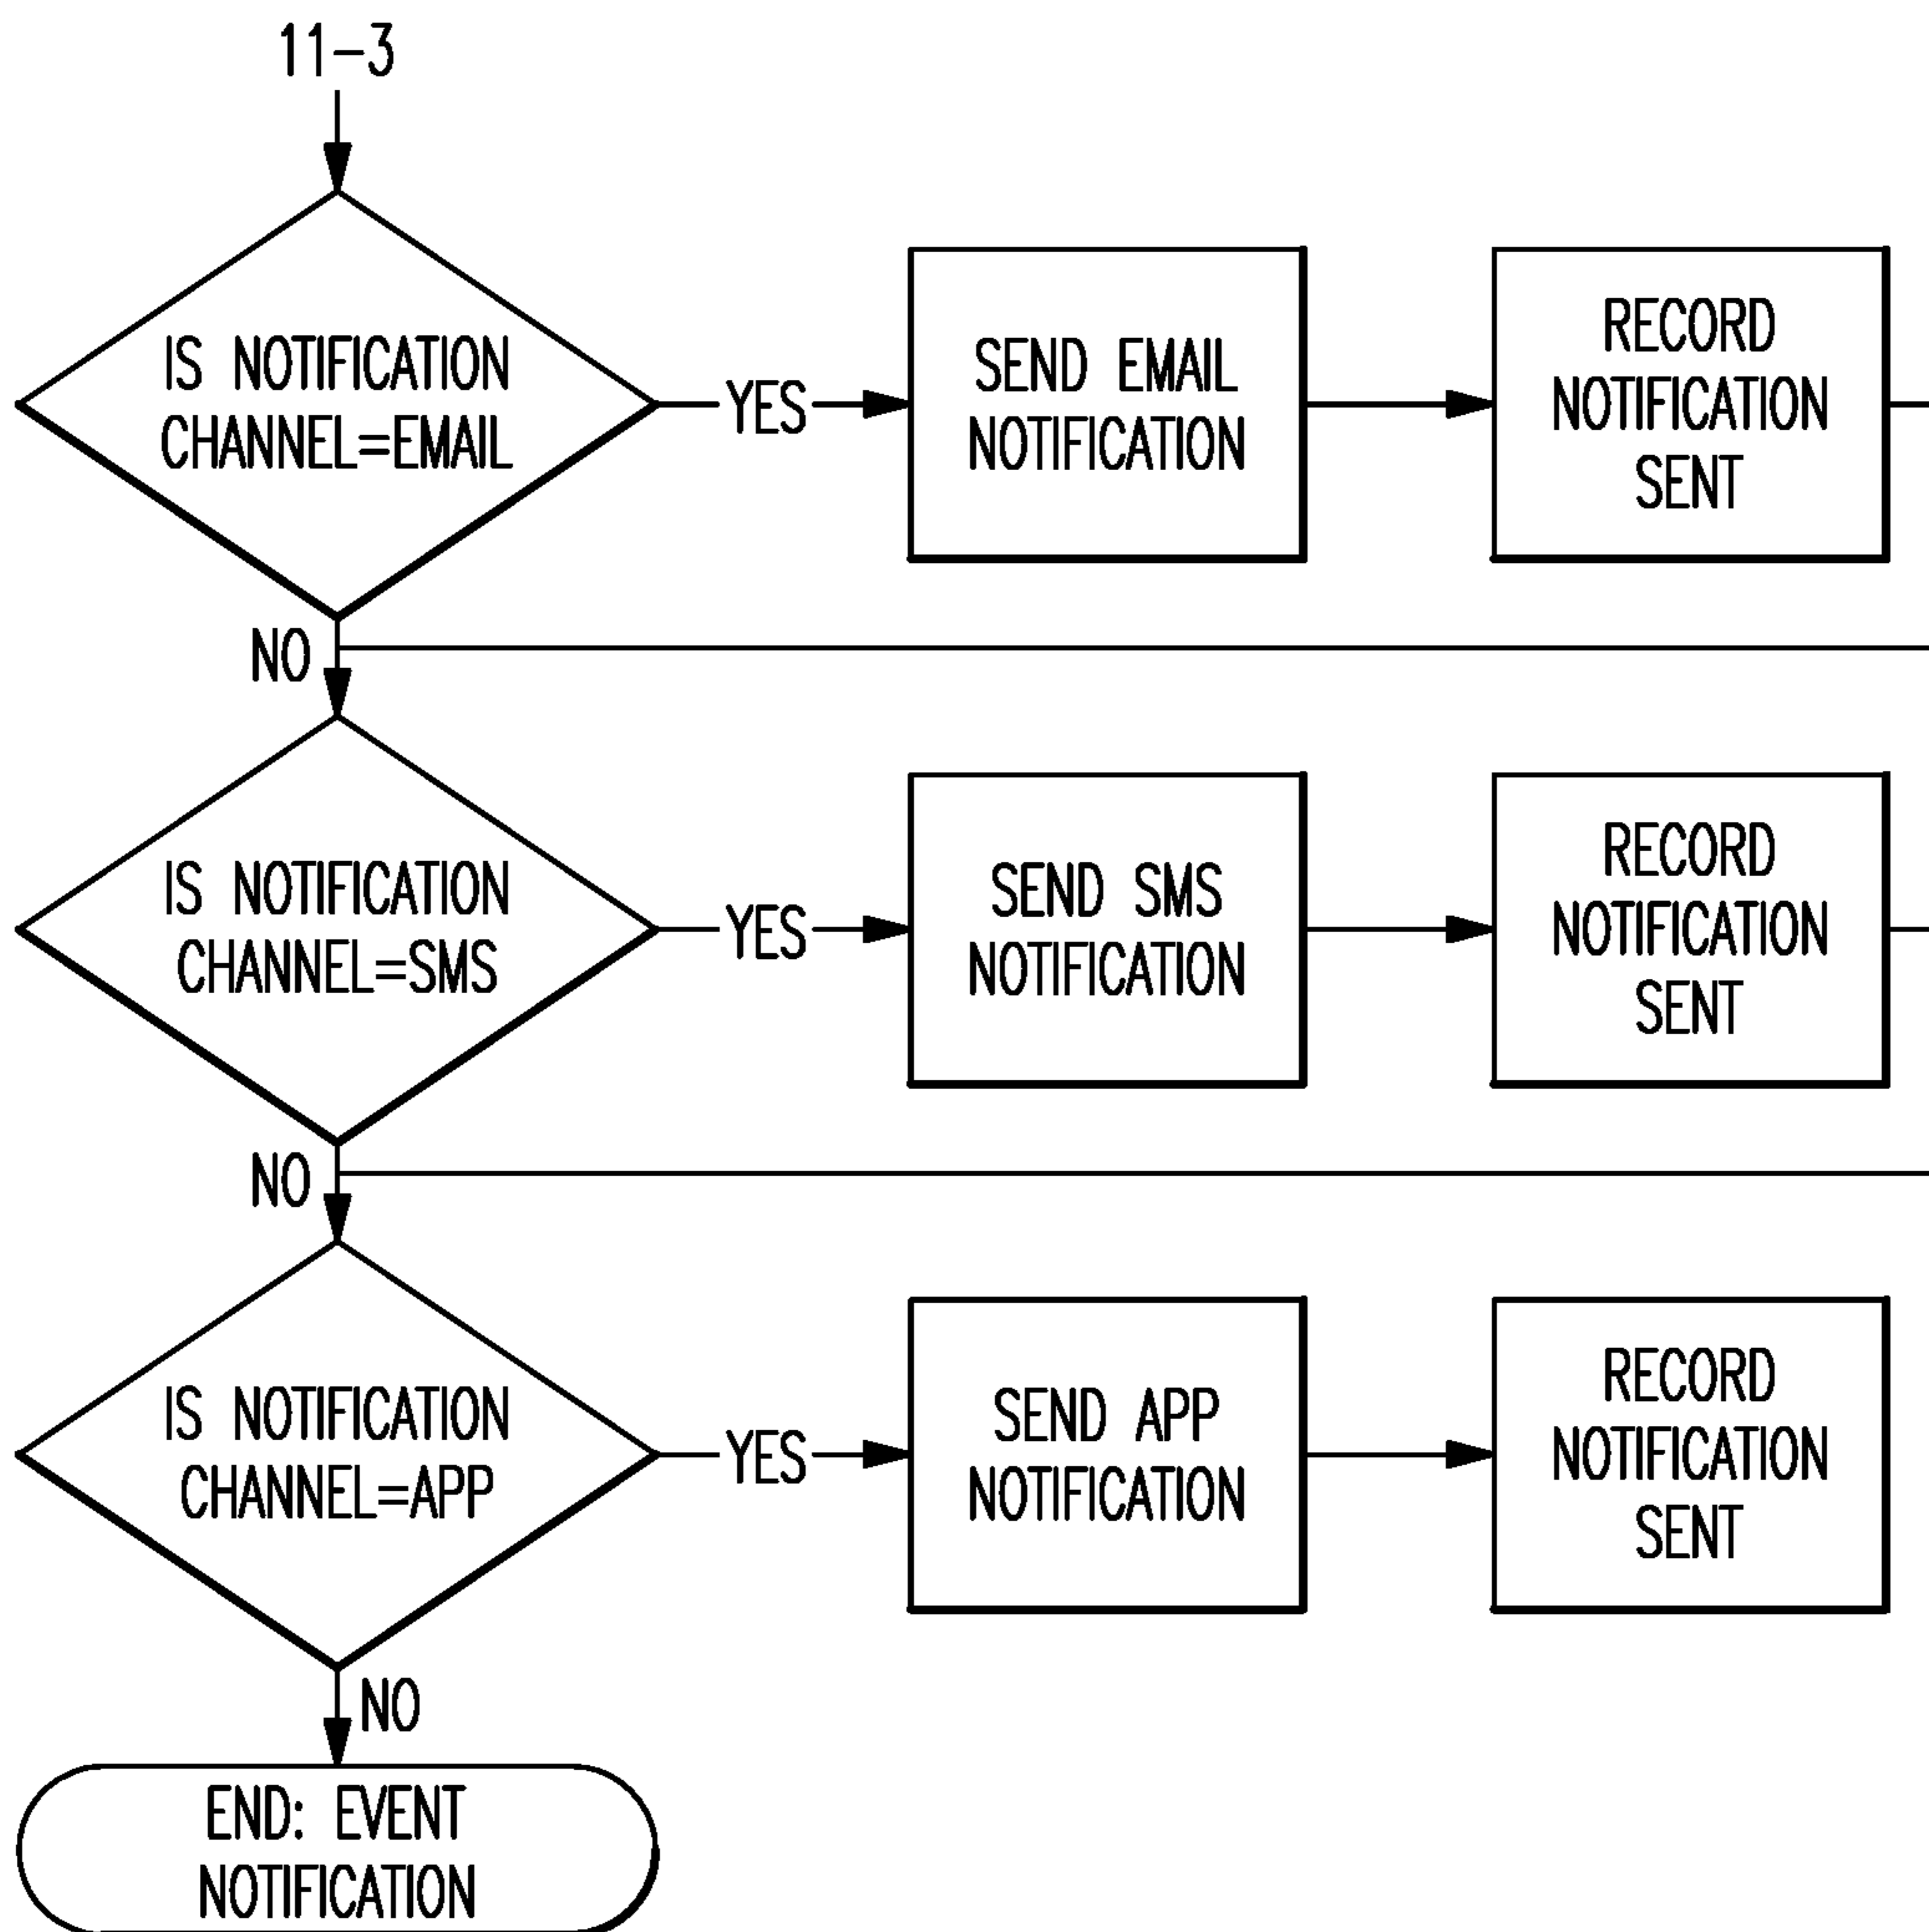 11-3
IS NOTIFICATION
CHANNEL=EMAIL
YES
SEND EMAIL
NOTIFICATION
RECORD
NOTIFICATION
SENT
NO
IS NOTIFICATION
CHANNEL=SMS
YES
SEND SMS
NOTIFICATION
RECORD
NOTIFICATION
SENT
NO
IS NOTIFICATION
CHANNEL=APP
YES
SEND APP
NOTIFICATION
RECORD
NOTIFICATION
SENT
NO
END: EVENT
NOTIFICATION